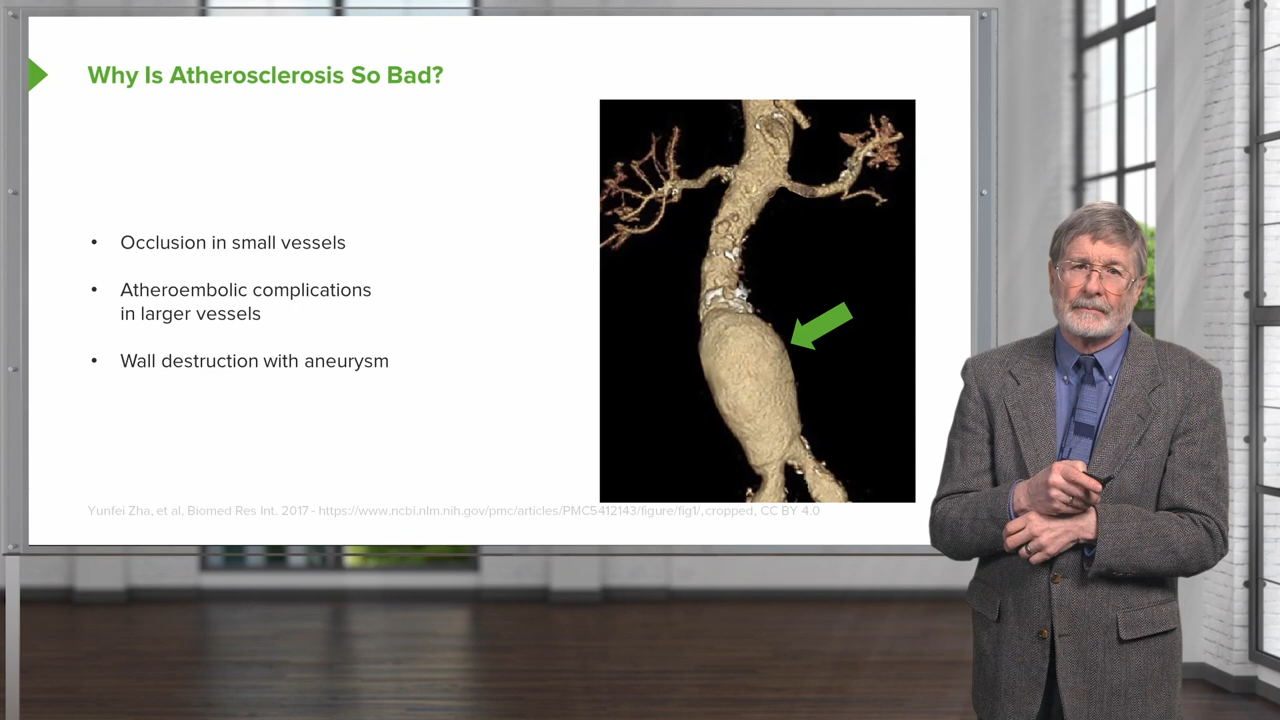 Why Is Atherosclerosis So Bad?
• Occlusion in small vessels
• Atheroembolic complications
in larger vessels
• Wall destruction with aneurysm
Yunfei Zha, et al, Biomed Res Int. 2017 - https://www.ncbi.nlm.nih.gov/pmc/articles/PMC5412143/figure/fig1/, cropped, CC BY 4.0